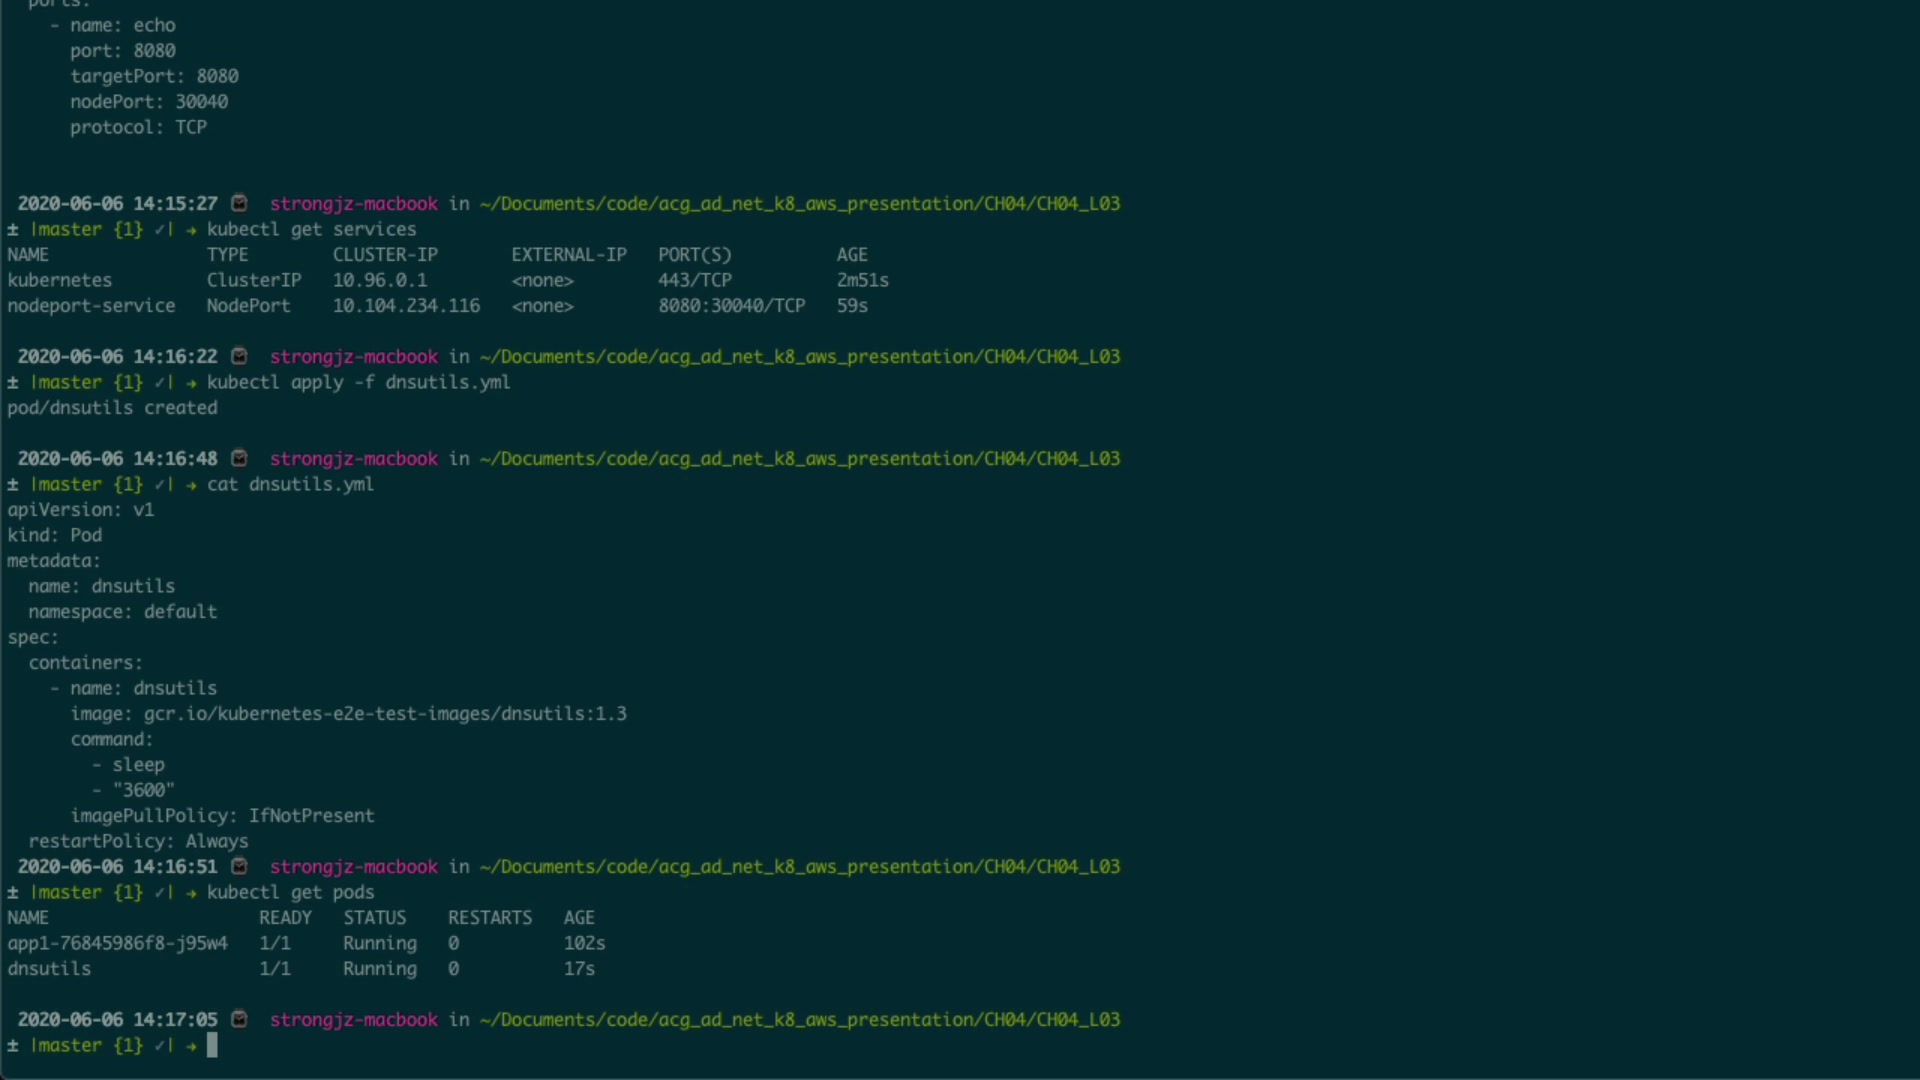 ports:
- name: echo
port: 8080
targetPort: 8080
nodePort: 30040
protocol: TCP
2020-06-06 14:15:27 strongjz-macbook in ~/Documents/code/acg_ad_net_k8_aws_presentation/CH04/CH04_L03
± |master {1} ✓| → kubectl get services
NAME TYPE CLUSTER-IP EXTERNAL-IP PORT(S) AGE
kubernetes ClusterIP 10.96.0.1 <none> 443/TCP 2m51s
nodeport-service NodePort 10.104.234.116 <none> 8080:30040/TCP 59s
2020-06-06 14:16:22 strongjz-macbook in ~/Documents/code/acg_ad_net_k8_aws_presentation/CH04/CH04_L03
± |master {1} ✓| → kubectl apply -f dnsutils.yml
pod/dnsutils created
2020-06-06 14:16:48 strongjz-macbook in ~/Documents/code/acg_ad_net_k8_aws_presentation/CH04/CH04_L03
± |master {1} ✓| → cat dnsutils.yml
apiVersion: v1
kind: Pod
metadata:
name: dnsutils
namespace: default
spec:
containers:
- name: dnsutils
image: gcr.io/kubernetes-e2e-test-images/dnsutils:1.3
command:
- sleep
- "3600"
imagePullPolicy: IfNotPresent
restartPolicy: Always
2020-06-06 14:16:51 strongjz-macbook in ~/Documents/code/acg_ad_net_k8_aws_presentation/CH04/CH04_L03
± |master {1} ✓| → kubectl get pods
NAME READY STATUS RESTARTS AGE
app1-76845986f8-j95w4 1/1 Running 0 102s
dnsutils 1/1 Running 0 17s
2020-06-06 14:17:05 strongjz-macbook in ~/Documents/code/acg_ad_net_k8_aws_presentation/CH04/CH04_L03
± |master {1} ✓| →